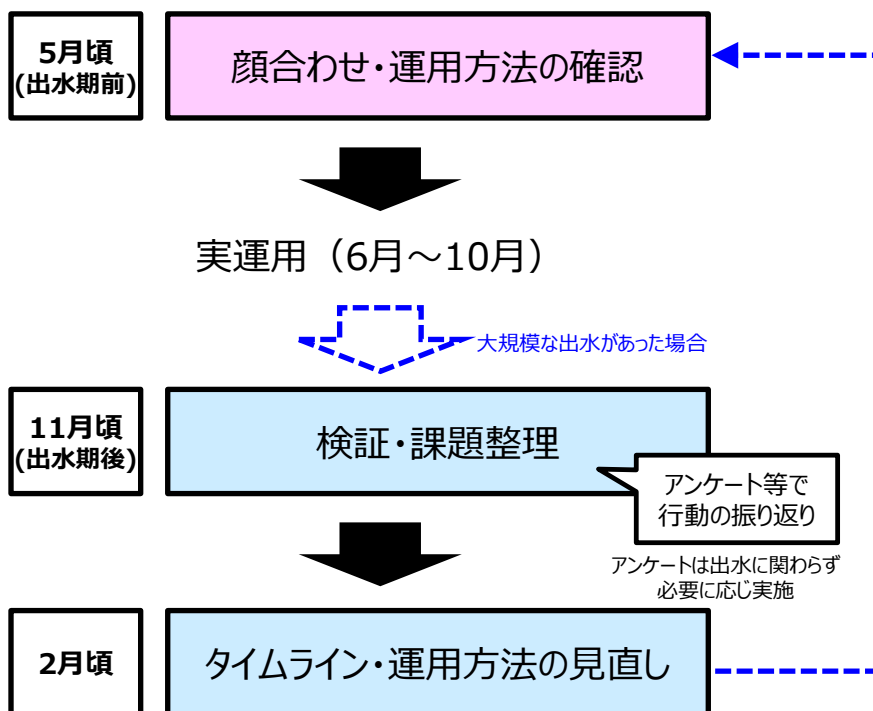 5月頃
(出水期前)
顔合わせ・運用方法の確認
実運用（6月～10月）
大規模な出水があった場合
11月頃
(出水期後)
検証・課題整理
アンケート等で
行動の振り返り
アンケートは出水に関わらず
必要に応じ実施
2月頃
タイムライン・運用方法の見直し